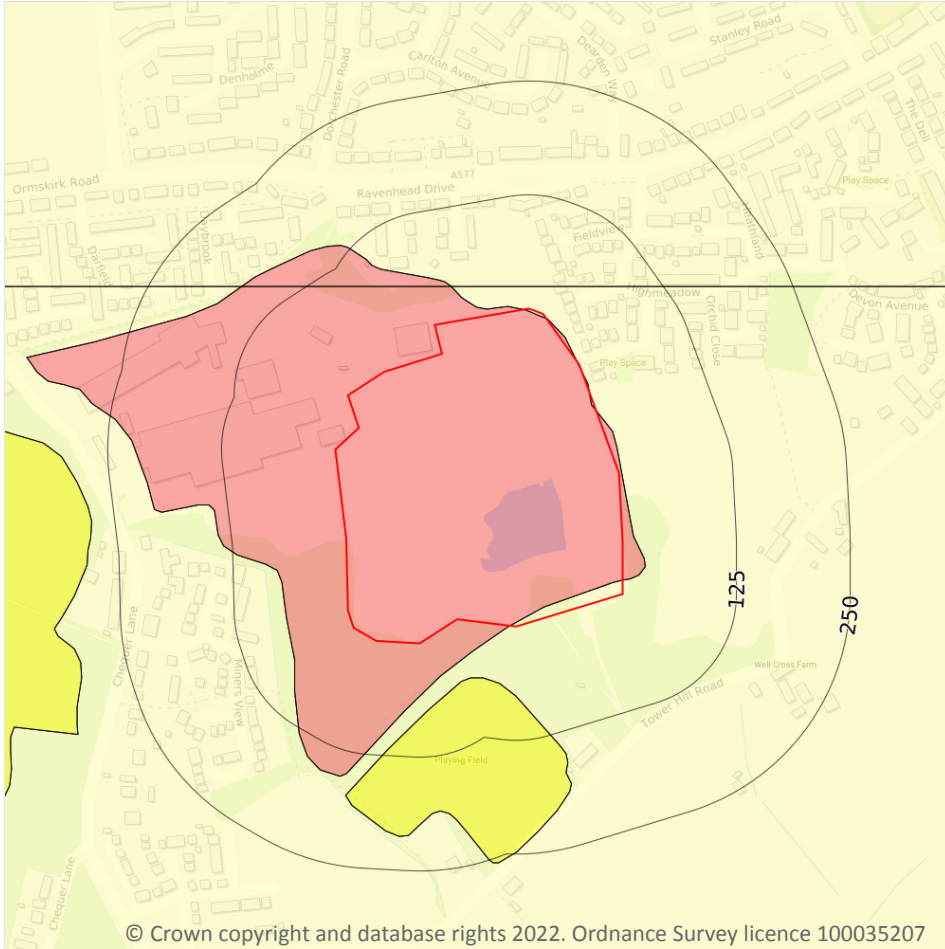 Stanley Road
Dearden Way
Carlton Avenue
Denholme
Dorchester Road
The Dell
A577
Play Space
Ormskirk Road
Ravenhead Drive
Fieldview
Darfield
Highmeadow
Devon Avenue
Orchid Close
Play Space
125
250
Chequer Lane
Miners View
Well Cross Farm
Tower Hill Road
Playing Field
Chequer Lane
© Crown copyright and database rights 2022. Ordnance Survey licence 100035207